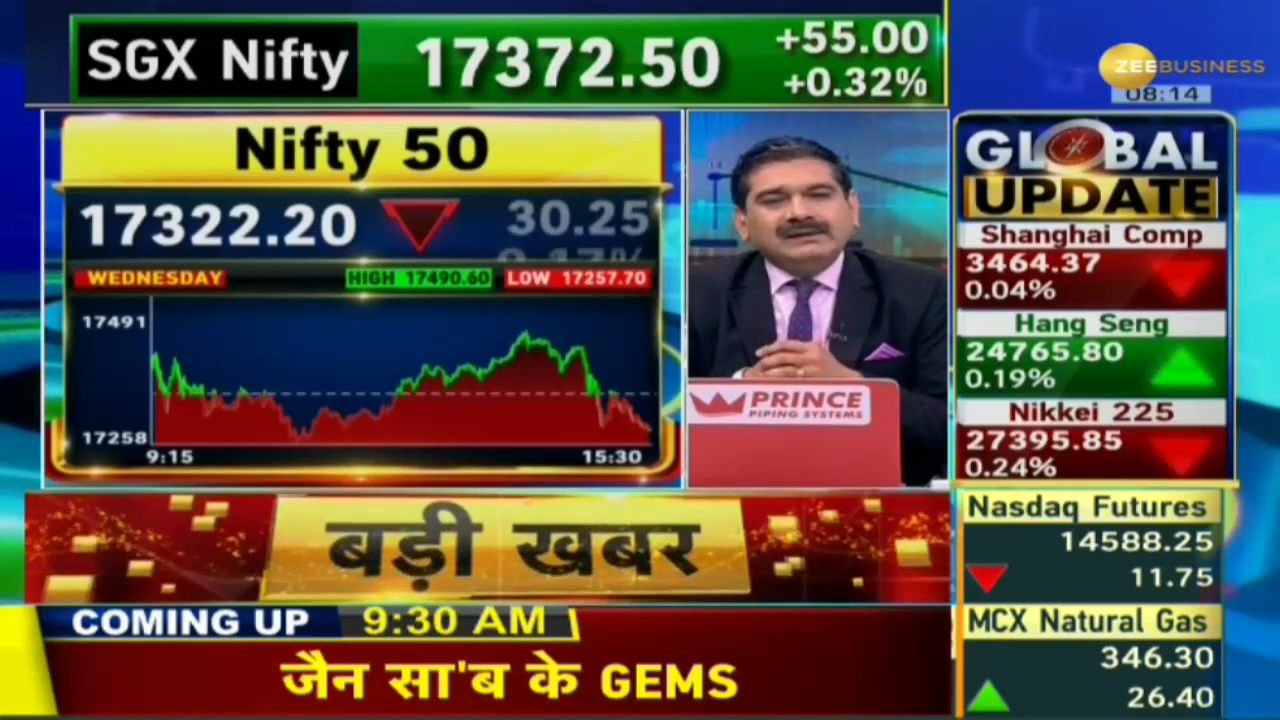 SGX Nifty
17372.50
+55.00
+0.32%
ZEEBUSINESS
08:14
Nifty 50
17322.20
30.25
0.17%
WEDNESDAY
HIGH 17490.60
LOW 17257.70
17491
17258
9:15
15:30
PRINCE
PIPING SYSTEMS
GLOBAL
UPDATE
Shanghai Comp
3464.37
0.04%
Hang Seng
24765.80
0.19%
Nikkei 225
27395.85
0.24%
Nasdaq Futures
14588.25
11.75
MCX Natural Gas
346.30
26.40
बड़ी खबर
COMING UP
9:30 AM
जैन सा'ब के GEMS